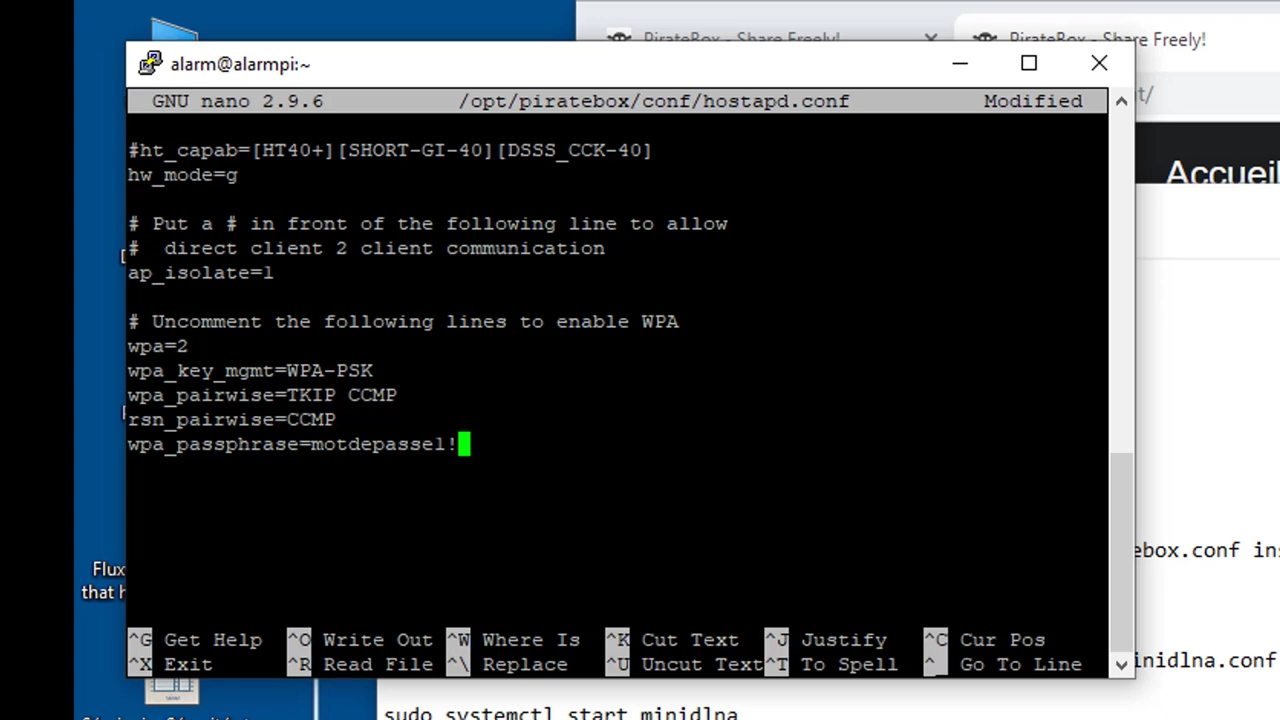 PirateBox - Share Freely!
PirateBox - Share Freely!
alarm@alarmpi:~
nt/
GNU nano 2.9.6 /opt/piratebox/conf/hostapd.conf Modified
Accueil
#ht_capab=[HT40+][SHORT-GI-40][DSSS_CCK-40]
hw_mode=g
# Put a # in front of the following line to allow
#  direct client 2 client communication
ap_isolate=1
# Uncomment the following lines to enable WPA
wpa=2
wpa_key_mgmt=WPA-PSK
wpa_pairwise=TKIP CCMP
rsn_pairwise=CCMP
wpa_passphrase=motdepasse1!
ebox.conf ins
Flux
that h
^G Get Help ^O Write Out ^W Where Is ^K Cut Text ^J Justify ^C Cur Pos
^X Exit ^R Read File ^\ Replace ^U Uncut Text ^T To Spell ^_ Go To Line
inidlna.conf
sudo systemctl start minidlna